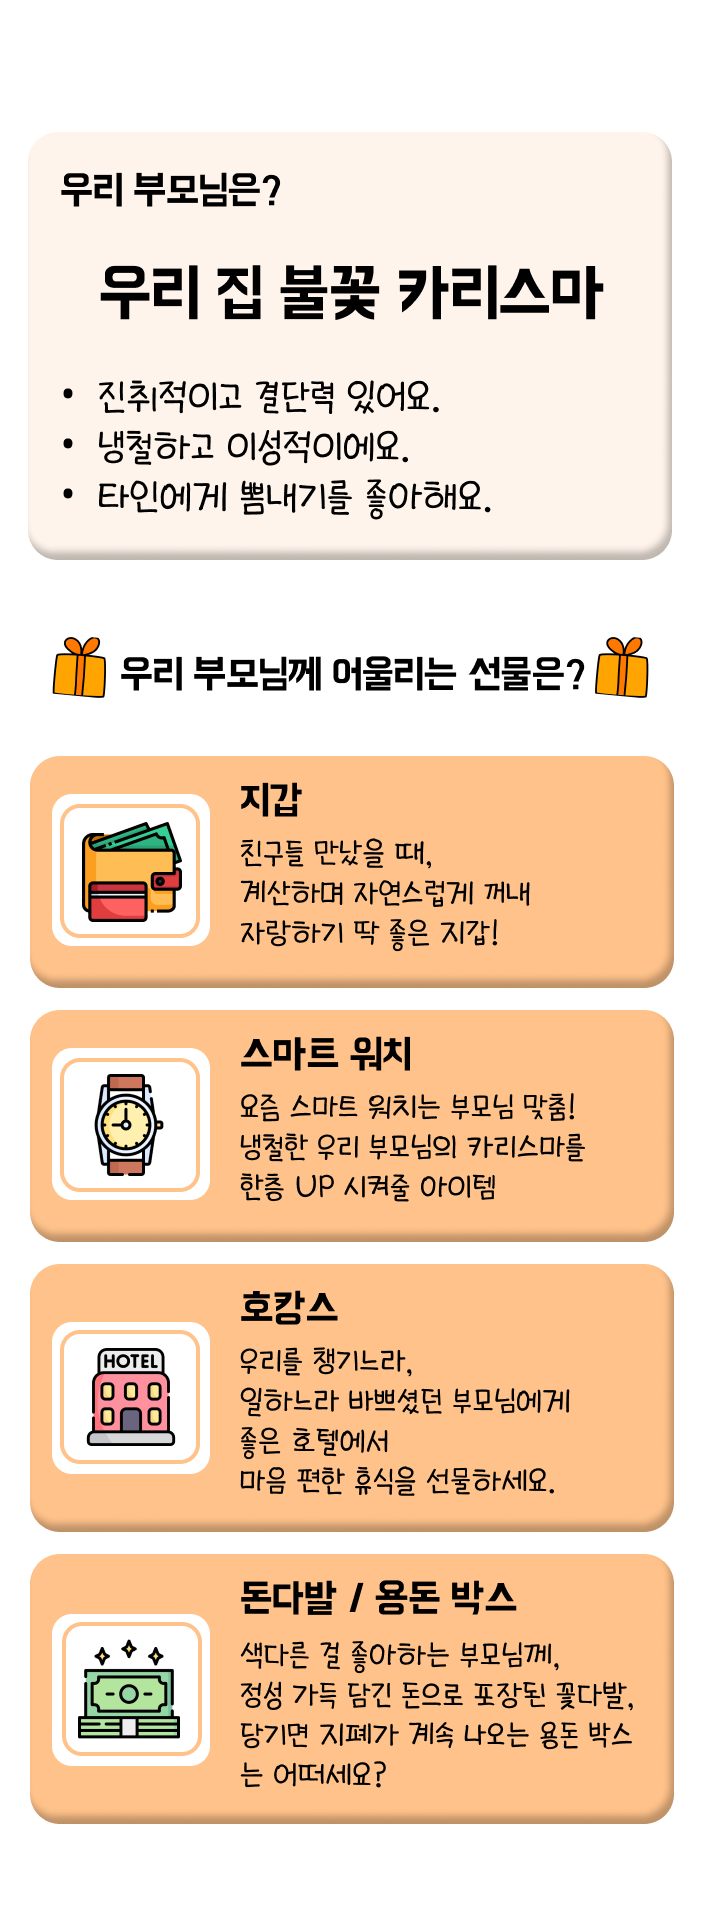 우리 부모님은?
우리 집 불꽃 카리스마
• 진취적이고 결단력 있어요.
• 냉철하고 이성적이에요.
• 타인에게 뽐내기를 좋아해요.
우리 부모님께 어울리는 선물은?
지갑
친구들 만났을 때,
계산하며 자연스럽게 꺼내
자랑하기 딱 좋은 지갑!
스마트 워치
요즘 스마트 워치는 부모님 맞춤!
냉철한 우리 부모님의 카리스마를
한층 UP 시켜줄 아이템
호캉스
HOTEL
우리를 챙기느라,
일하느라 바쁘셨던 부모님에게
좋은 호텔에서
마음 편한 휴식을 선물하세요.
돈다발 / 용돈 박스
색다른 걸 좋아하는 부모님께,
정성 가득 담긴 돈으로 포장된 꽃다발,
당기면 지폐가 계속 나오는 용돈 박스
는 어떠세요?